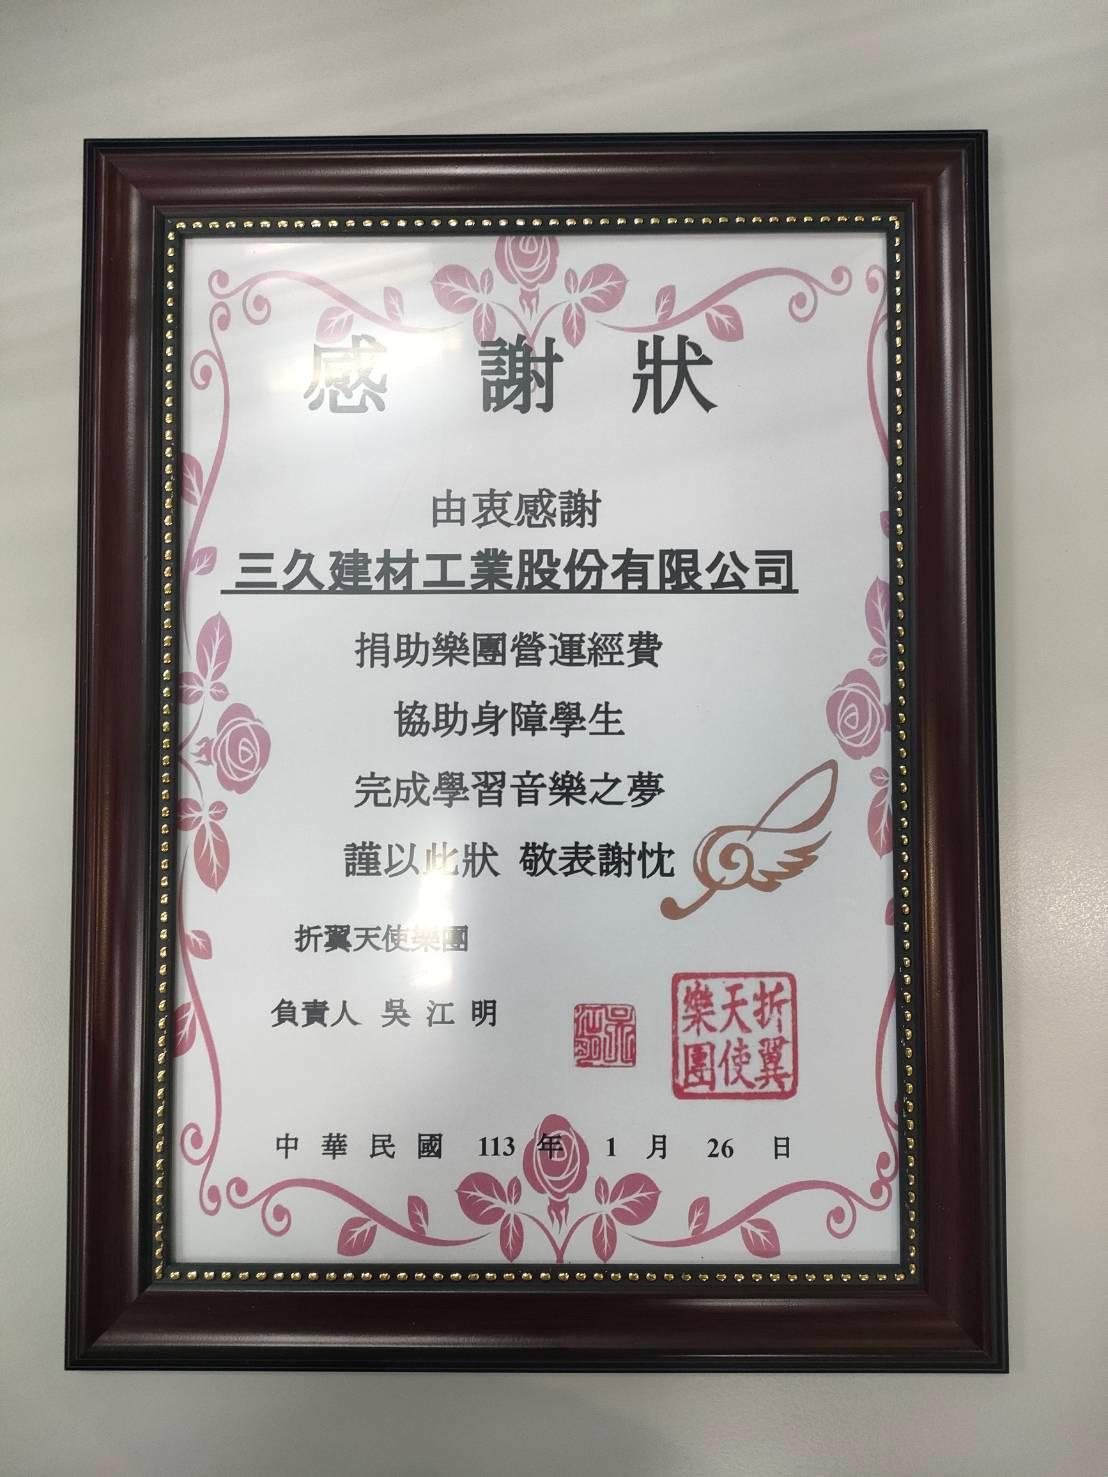 感謝狀
由衷感謝
三久建材工業股份有限公司
捐助樂團營運經費
協助身障學生
完成學習音樂之夢
謹以此狀 敬表謝忱
折翼天使樂團
負責人 吳江明
吳江明
折翼天使樂團
中華民國 113 年 1 月 26 日